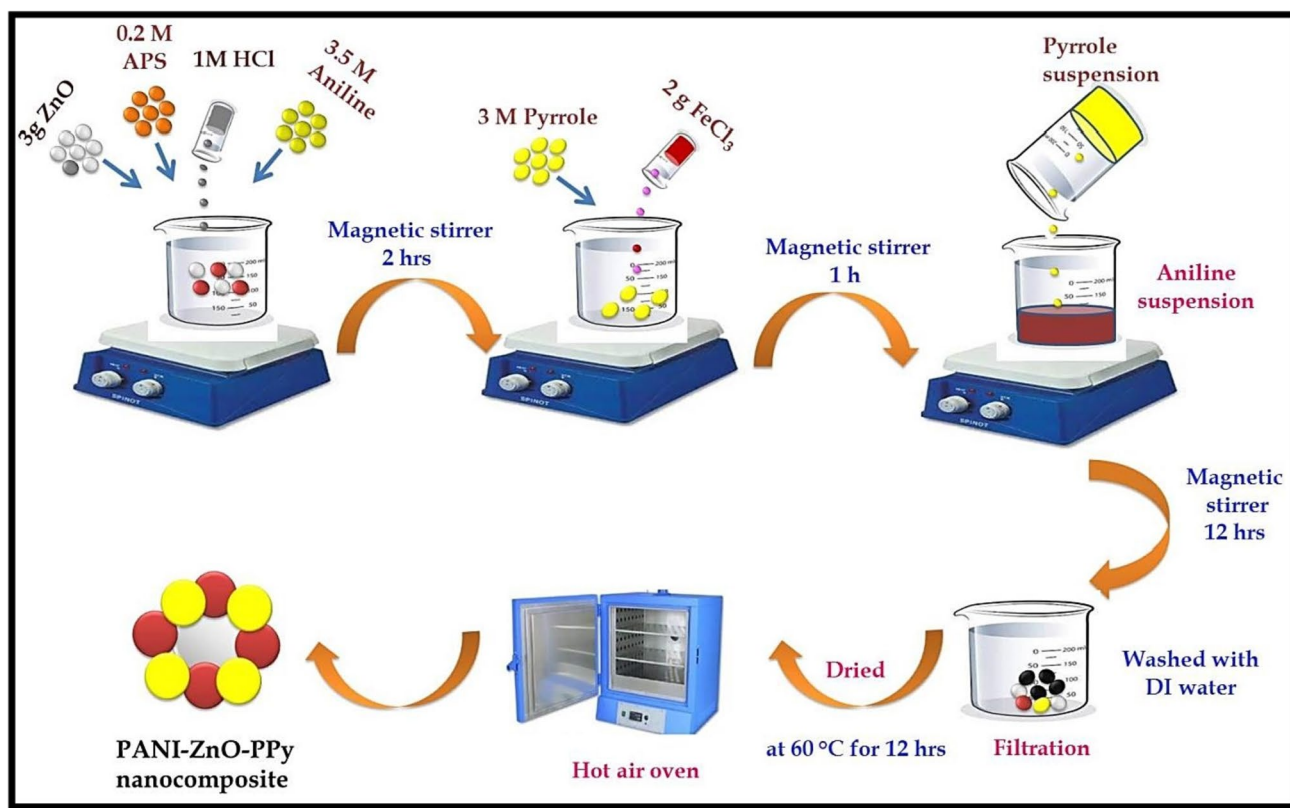 3g ZnO
0.2 M
APS
1M HCl
3.5 M
Aniline
Magnetic stirrer
2 hrs
3 M Pyrrole
2 g FeCl₃
Magnetic stirrer
1 h
Pyrrole
suspension
Aniline
suspension
SPINOT
SPINOT
SPINOT
Magnetic
stirrer
12 hrs
Washed with
DI water
Filtration
Dried
at 60 °C for 12 hrs
Hot air oven
PANI-ZnO-PPy
nanocomposite